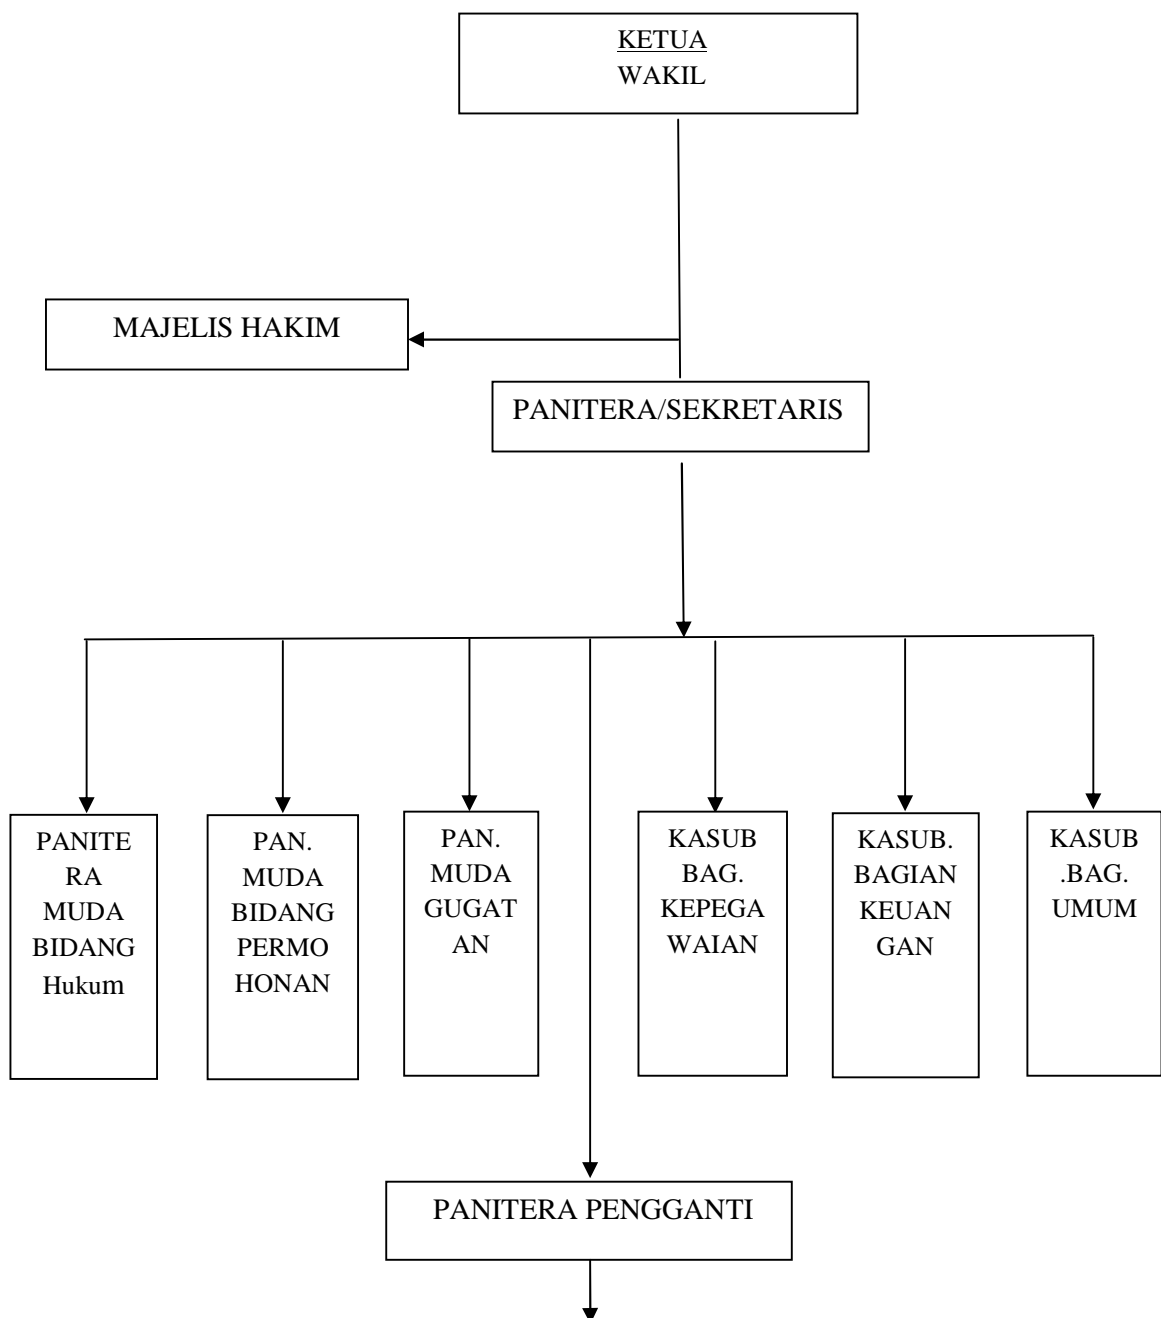 KETUA
WAKIL
MAJELIS HAKIM
PANITERA/SEKRETARIS
PANITE
RA
MUDA
BIDANG
Hukum
PAN.
MUDA
BIDANG
PERMO
HONAN
PAN.
MUDA
GUGAT
AN
KASUB
BAG.
KEPEGA
WAIAN
KASUB.
BAGIAN
KEUAN
GAN
KASUB
.BAG.
UMUM
PANITERA PENGGANTI